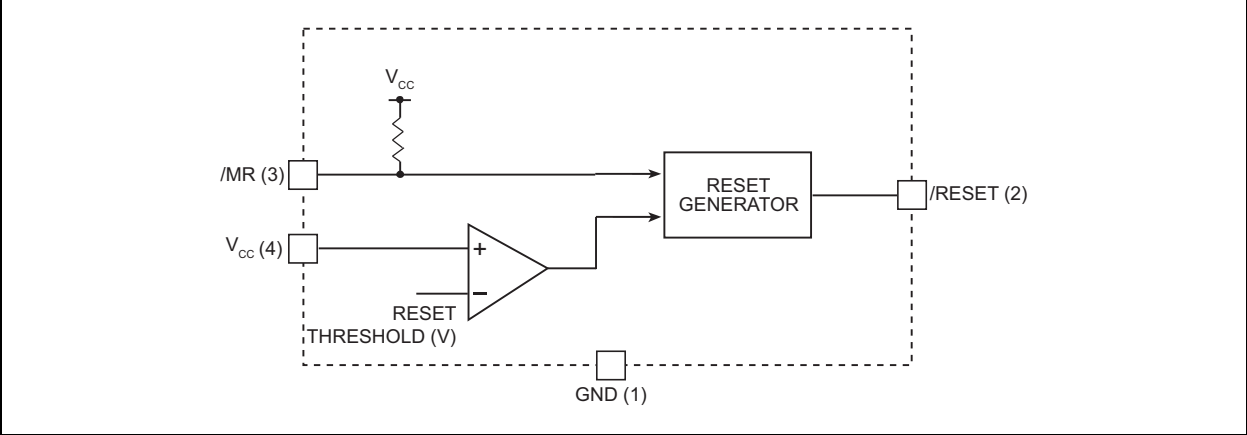 V_CC
/MR (3)
RESET
GENERATOR
/RESET (2)
V_CC (4)
+
−
RESET
THRESHOLD (V)
GND (1)